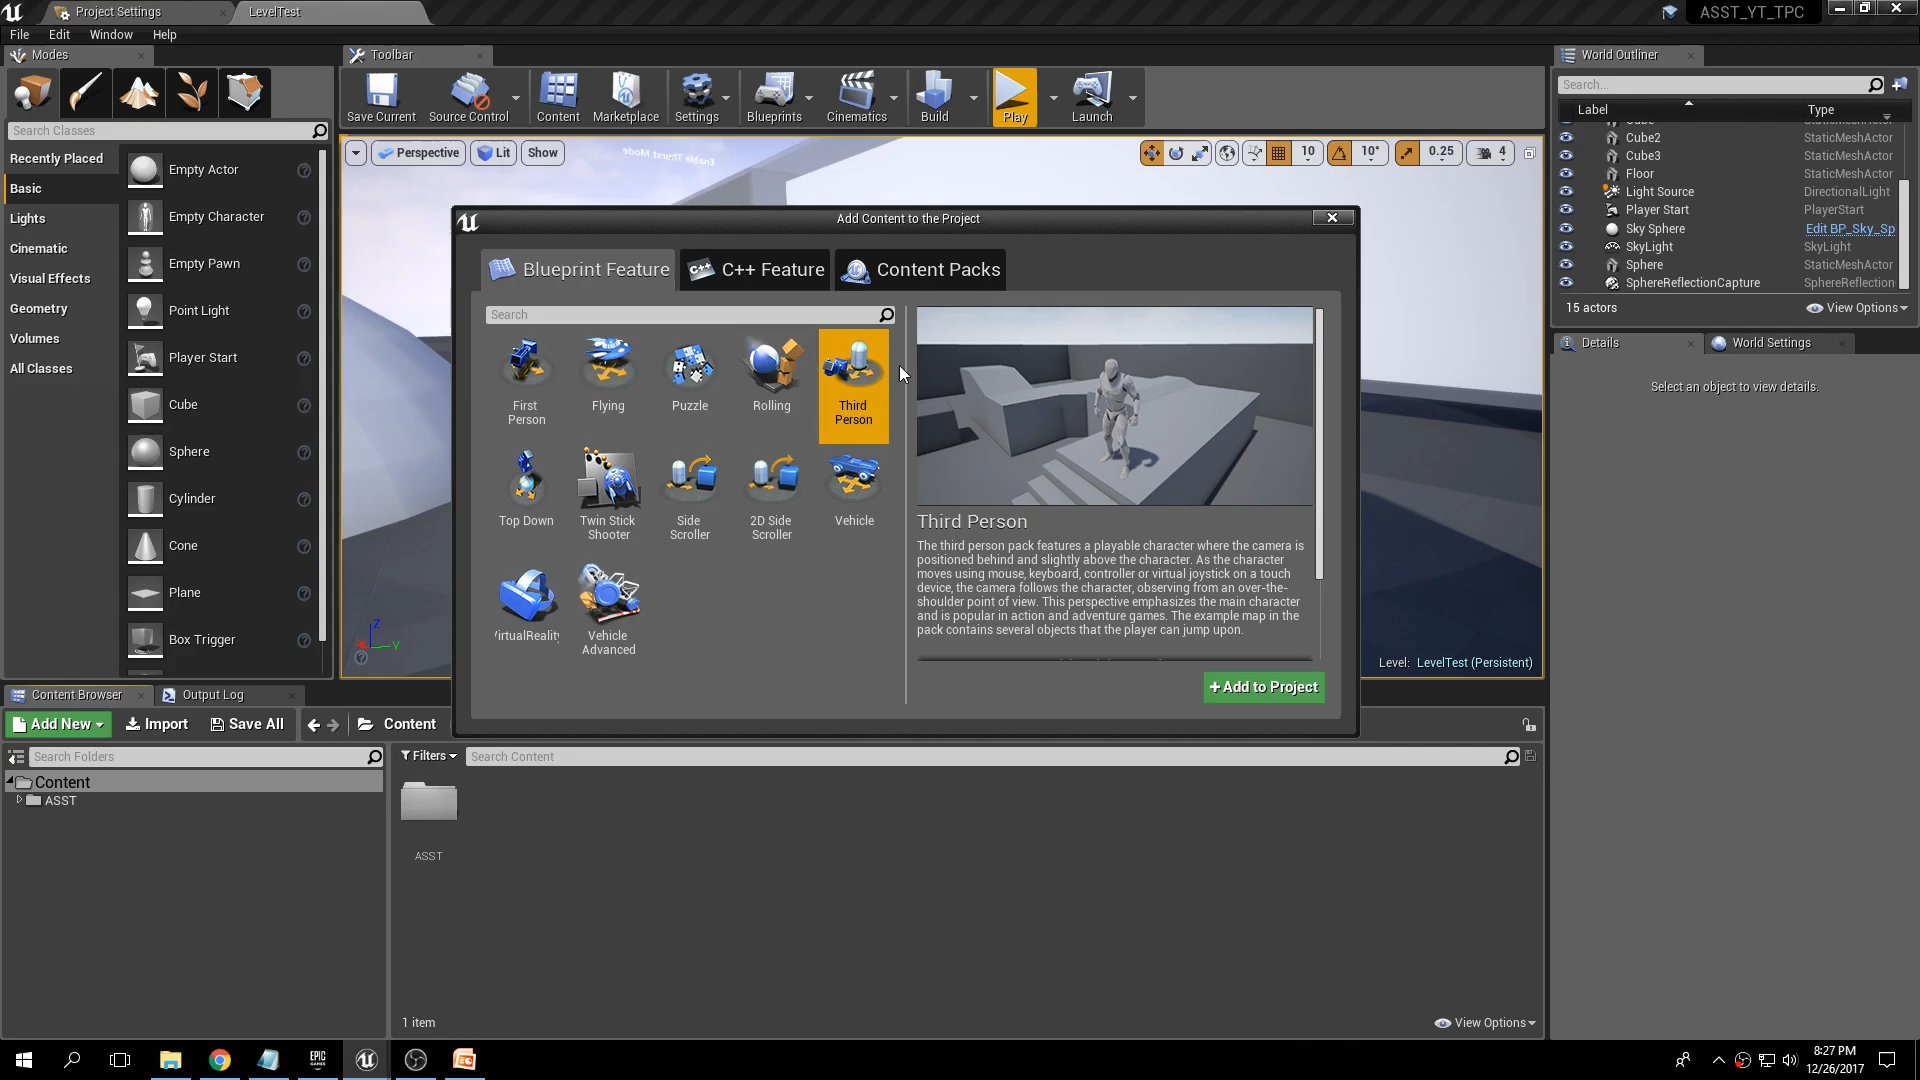 Project Settings
LevelTest
ASST_YT_TPC
File Edit Window Help
Modes
Toolbar
World Outliner
Save Current
Source Control
Content
Marketplace
Settings
Blueprints
Cinematics
Build
Play
Launch
Search Classes
Recently Placed
Basic
Lights
Cinematic
Visual Effects
Geometry
Volumes
All Classes
Empty Actor
Empty Character
Empty Pawn
Point Light
Player Start
Cube
Sphere
Cylinder
Cone
Plane
Box Trigger
Perspective
Lit
Show
Enable Thurst Mode
10
10°
0.25
4
Search...
Label Type
Cube2 StaticMeshActor
Cube3 StaticMeshActor
Floor StaticMeshActor
Light Source DirectionalLight
Player Start PlayerStart
Sky Sphere Edit BP_Sky_Sp
SkyLight SkyLight
Sphere StaticMeshActor
SphereReflectionCapture SphereReflection
15 actors
View Options
Details
World Settings
Select an object to view details.
Add Content to the Project
Blueprint Feature
C++ Feature
Content Packs
Search
First
Person
Flying
Puzzle
Rolling
Third
Person
Top Down
Twin Stick
Shooter
Side
Scroller
2D Side
Scroller
Vehicle
VirtualReality
Vehicle
Advanced
Third Person
The third person pack features a playable character where the camera is
positioned behind and slightly above the character. As the character
moves using mouse, keyboard, controller or virtual joystick on a touch
device, the camera follows the character, observing from an over-the-
shoulder point of view. This perspective emphasizes the main character
and is popular in action and adventure games. The example map in the
pack contains several objects that the player can jump upon.
+Add to Project
Z
Y
Level: LevelTest (Persistent)
Content Browser
Output Log
Add New
Import
Save All
Content
Search Folders
Filters
Search Content
Content
ASST
ASST
1 item
View Options
EPIC
GAMES
8:27 PM
12/26/2017